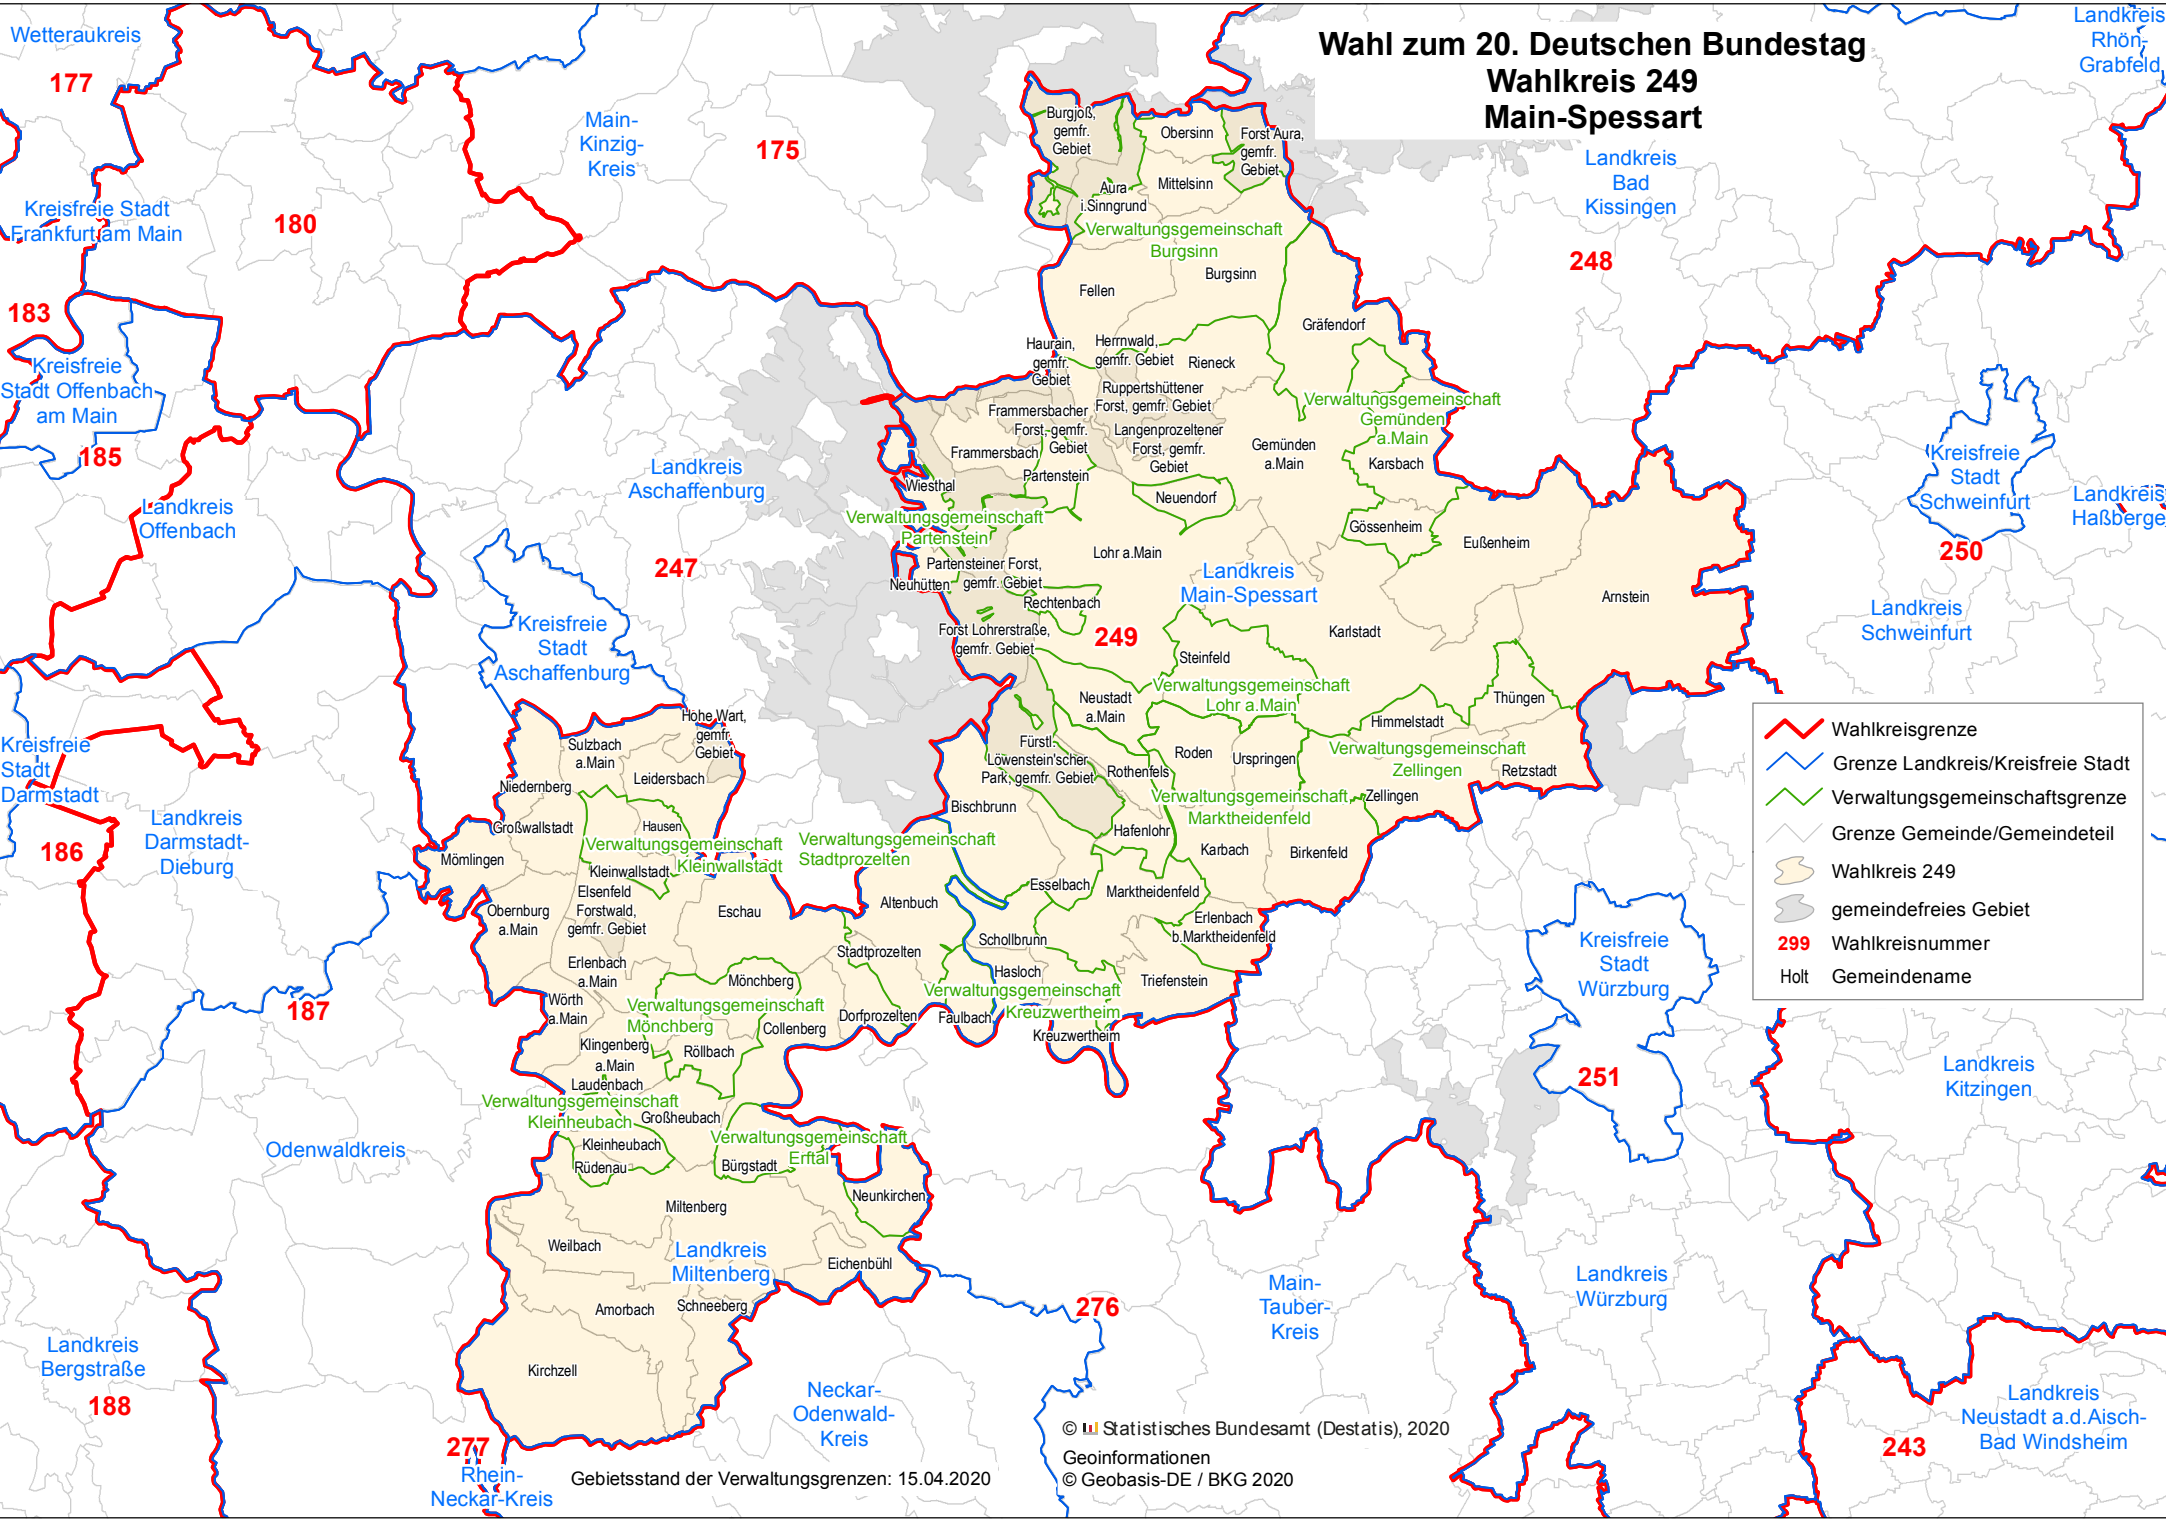 Wahl zum 20. Deutschen Bundestag
Wahlkreis 249
Main-Spessart
Wetteraukreis
177
Kreisfreie Stadt
Frankfurt am Main
180
183
Kreisfreie
Stadt Offenbach
am Main
185
Landkreis
Offenbach
Main-
Kinzig-
Kreis
175
Landkreis
Rhön-
Grabfeld
Landkreis
Bad
Kissingen
248
Burgjoß,
gemfr.
Gebiet
Obersinn
Forst Aura,
gemfr.
Gebiet
Aura
i.Sinngrund
Mittelsinn
Verwaltungsgemeinschaft
Burgsinn
Burgsinn
Fellen
Gräfendorf
Haurain,
gemfr.
Gebiet
Herrnwald,
gemfr. Gebiet
Rieneck
Ruppertshüttener
Forst, gemfr. Gebiet
Frammersbacher
Forst, gemfr.
Gebiet
Langenprozeltener
Forst, gemfr.
Gebiet
Frammersbach
Partenstein
Verwaltungsgemeinschaft
Gemünden
a.Main
Gemünden
a.Main
Karsbach
Wiesthal
Neuendorf
Gössenheim
Verwaltungsgemeinschaft
Partenstein
Lohr a.Main
Eußenheim
Partensteiner Forst,
gemfr. Gebiet
Neuhütten
Rechtenbach
Landkreis
Main-Spessart
Arnstein
249
Karlstadt
Forst Lohrerstraße,
gemfr. Gebiet
Steinfeld
Verwaltungsgemeinschaft
Lohr a.Main
Neustadt
a.Main
Himmelstadt
Thüngen
Fürstl.
Löwenstein'scher
Park, gemfr. Gebiet
Roden
Urspringen
Verwaltungsgemeinschaft
Zellingen
Retzstadt
Rothenfels
Zellingen
Verwaltungsgemeinschaft
Marktheidenfeld
Bischbrunn
Hafenlohr
Karbach
Birkenfeld
Esselbach
Marktheidenfeld
Erlenbach
b.Marktheidenfeld
Schollbrunn
Hasloch
Triefenstein
Verwaltungsgemeinschaft
Kreuzwertheim
Kreuzwertheim
Landkreis
Aschaffenburg
247
Kreisfreie
Stadt
Aschaffenburg
Kreisfreie
Stadt
Schweinfurt
Landkreis
Haßberge
250
Landkreis
Schweinfurt
Höhe Wart,
gemfr.
Gebiet
Sulzbach
a.Main
Leidersbach
Niedernberg
Großwallstadt
Hausen
Verwaltungsgemeinschaft
Kleinwallstadt
Mömlingen
Kleinwallstadt
Verwaltungsgemeinschaft
Stadtprozelten
Elsenfeld
Forstwald,
gemfr. Gebiet
Obernburg
a.Main
Eschau
Altenbuch
Stadtprozelten
Erlenbach
a.Main
Mönchberg
Wörth
a.Main
Verwaltungsgemeinschaft
Mönchberg
Collenberg
Dorfprozelten
Faulbach
Klingenberg
a.Main
Röllbach
Laudenbach
Verwaltungsgemeinschaft
Kleinheubach
Großheubach
Kleinheubach
Rüdenau
Verwaltungsgemeinschaft
Erftal
Bürgstadt
Neunkirchen
Miltenberg
Weilbach
Landkreis
Miltenberg
Eichenbühl
Amorbach
Schneeberg
Kirchzell
Kreisfreie
Stadt
Darmstadt
186
Landkreis
Darmstadt-
Dieburg
187
Odenwaldkreis
Landkreis
Bergstraße
188
277
Rhein-
Neckar-Kreis
Neckar-
Odenwald-
Kreis
276
Main-
Tauber-
Kreis
Kreisfreie
Stadt
Würzburg
251
Landkreis
Würzburg
Landkreis
Kitzingen
Landkreis
Neustadt a.d.Aisch-
Bad Windsheim
243
Wahlkreisgrenze
Grenze Landkreis/Kreisfreie Stadt
Verwaltungsgemeinschaftsgrenze
Grenze Gemeinde/Gemeindeteil
Wahlkreis 249
gemeindefreies Gebiet
299 Wahlkreisnummer
Holt Gemeindename
Gebietsstand der Verwaltungsgrenzen: 15.04.2020
© Statistisches Bundesamt (Destatis), 2020
Geoinformationen
© Geobasis-DE / BKG 2020